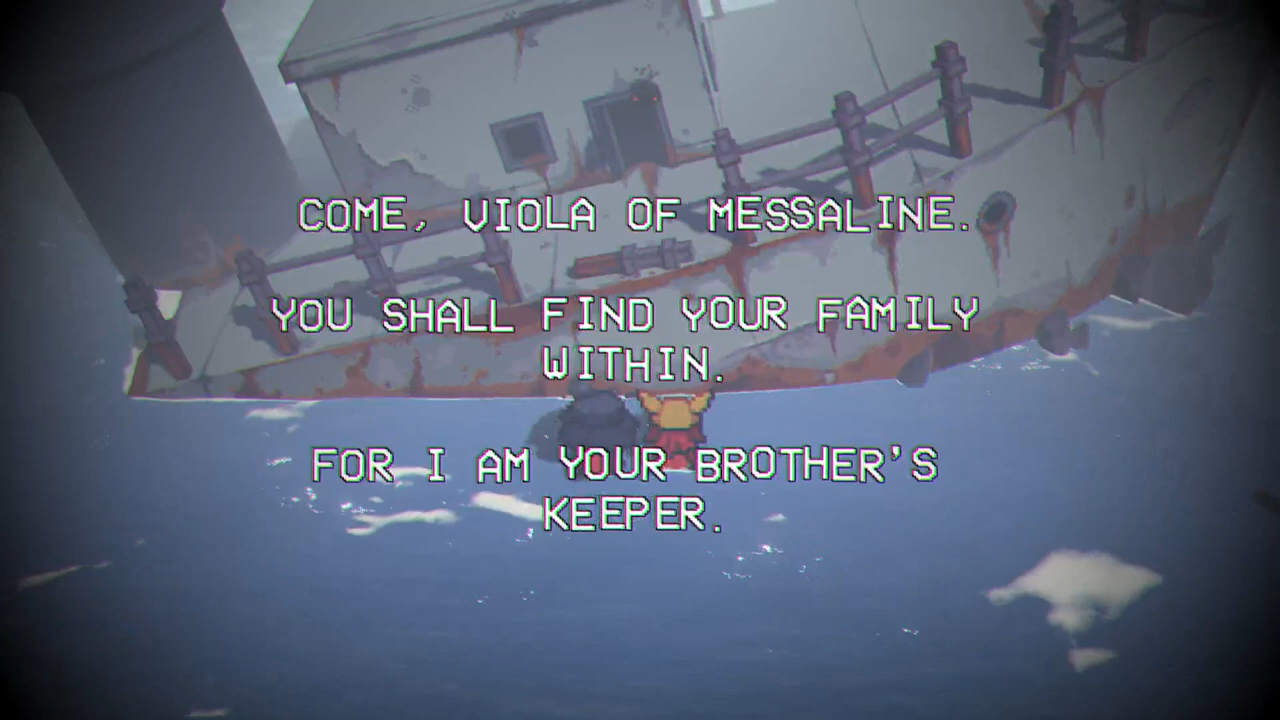 COME, VIOLA OF MESSALINE.
YOU SHALL FIND YOUR FAMILY
WITHIN.
FOR I AM YOUR BROTHER'S
KEEPER.